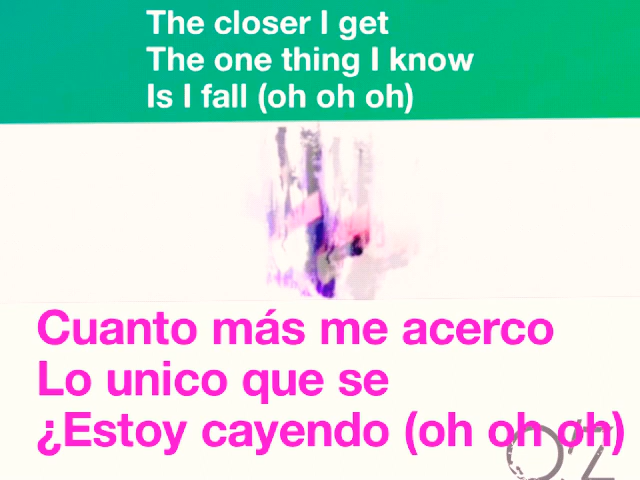 The closer I get
The one thing I know
Is I fall (oh oh oh)
Cuanto más me acerco
Lo unico que se
¿Estoy cayendo (oh oh oh)